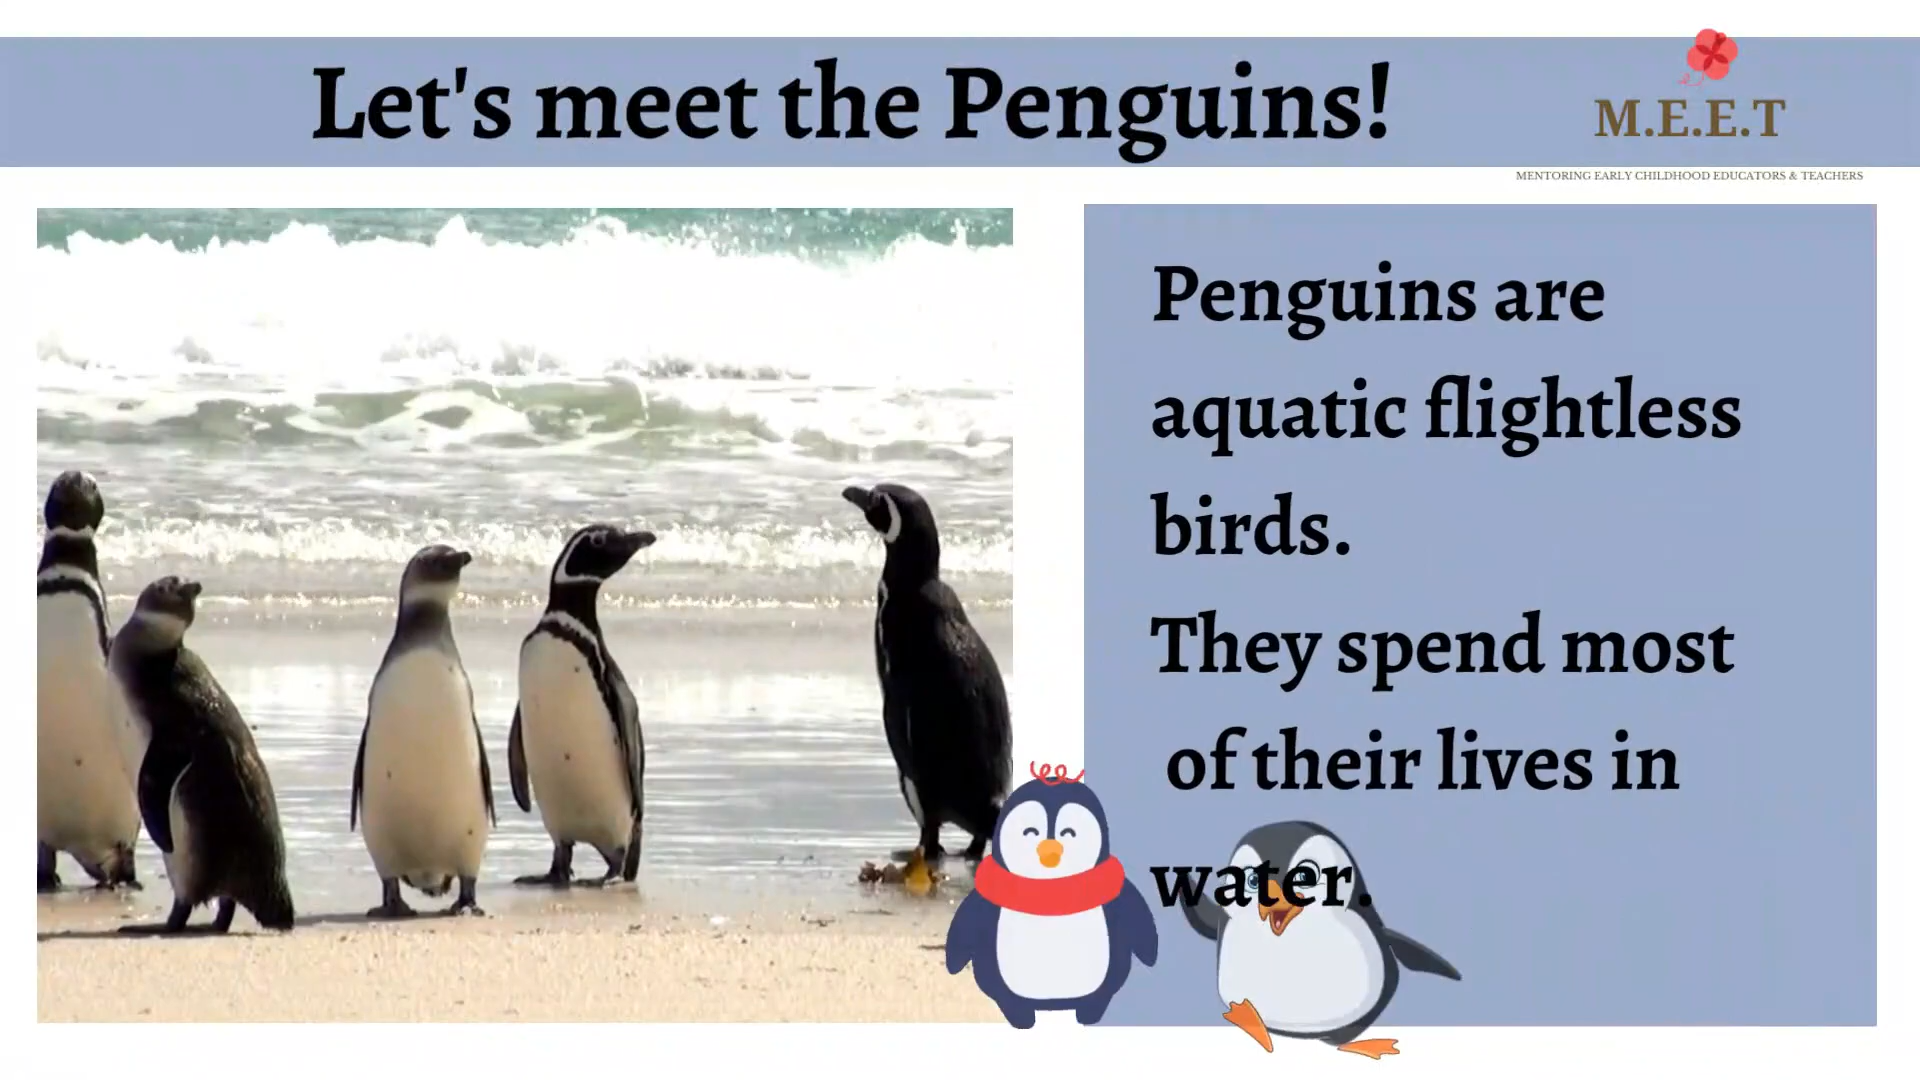 Let's meet the Penguins!
M.E.E.T
MENTORING EARLY CHILDHOOD EDUCATORS & TEACHERS
Penguins are
aquatic flightless
birds.
They spend most
of their lives in
water.